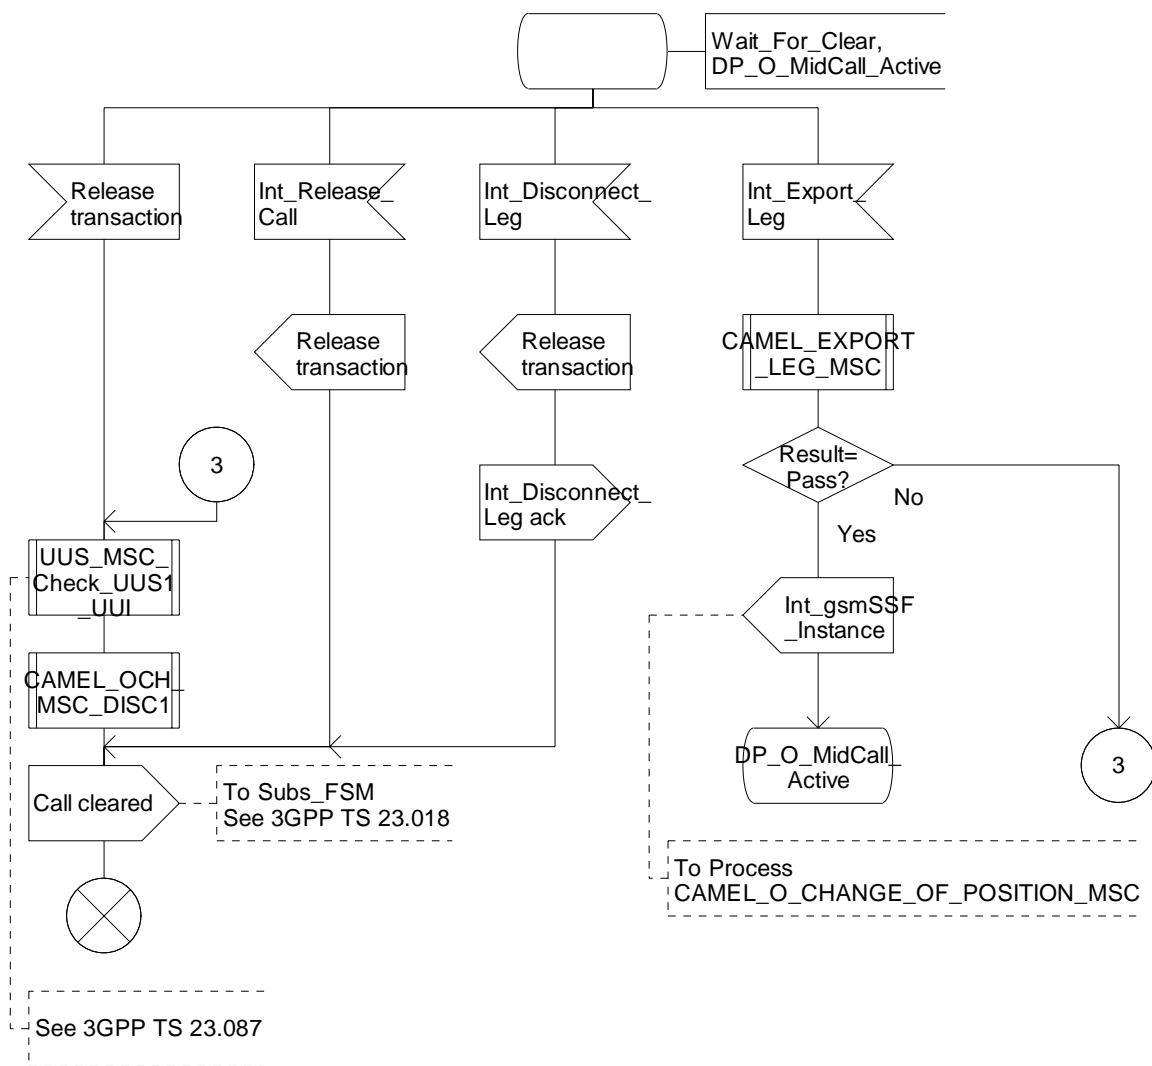 Wait_For_Clear,
DP_O_MidCall_Active
Release
transaction
Int_Release_
Call
Int_Disconnect_
Leg
Int_Export_
Leg
Release
transaction
Release
transaction
CAMEL_EXPORT
_LEG_MSC
3
Int_Disconnect_
Leg ack
Result=
Pass?
No
Yes
UUS_MSC_
Check_UUS1
_UUI
Int_gsmSSF
_Instance
CAMEL_OCH_
MSC_DISC1
DP_O_MidCall_
Active
3
Call cleared
To Subs_FSM
See 3GPP TS 23.018
To Process
CAMEL_O_CHANGE_OF_POSITION_MSC
See 3GPP TS 23.087